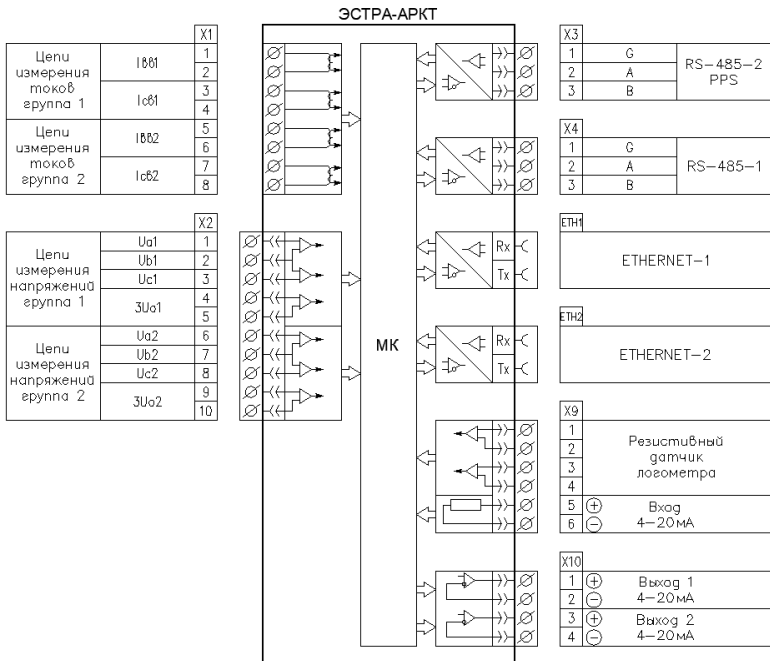 ЭСТРА-АРКТ
X1
Цепи
измерения
токов
группа 1
Iвв1
1
2
Iсв1
3
4
Цепи
измерения
токов
группа 2
Iвв2
5
6
Iсв2
7
8
X2
Цепи
измерения
напряжений
группа 1
Ua1
1
Ub1
2
Uc1
3
3Uo1
4
5
Цепи
измерения
напряжений
группа 2
Ua2
6
Ub2
7
Uc2
8
3Uo2
9
10
МК
X3
1
G
2
A
3
B
RS-485-2
PPS
X4
1
G
2
A
3
B
RS-485-1
ETH1
Rx
Tx
ETHERNET-1
ETH2
Rx
Tx
ETHERNET-2
X9
1
2
3
4
Резистивный
датчик
логометра
5 +
6 −
Вход
4-20мА
X10
1 +
2 −
Выход 1
4-20мА
3 +
4 −
Выход 2
4-20мА